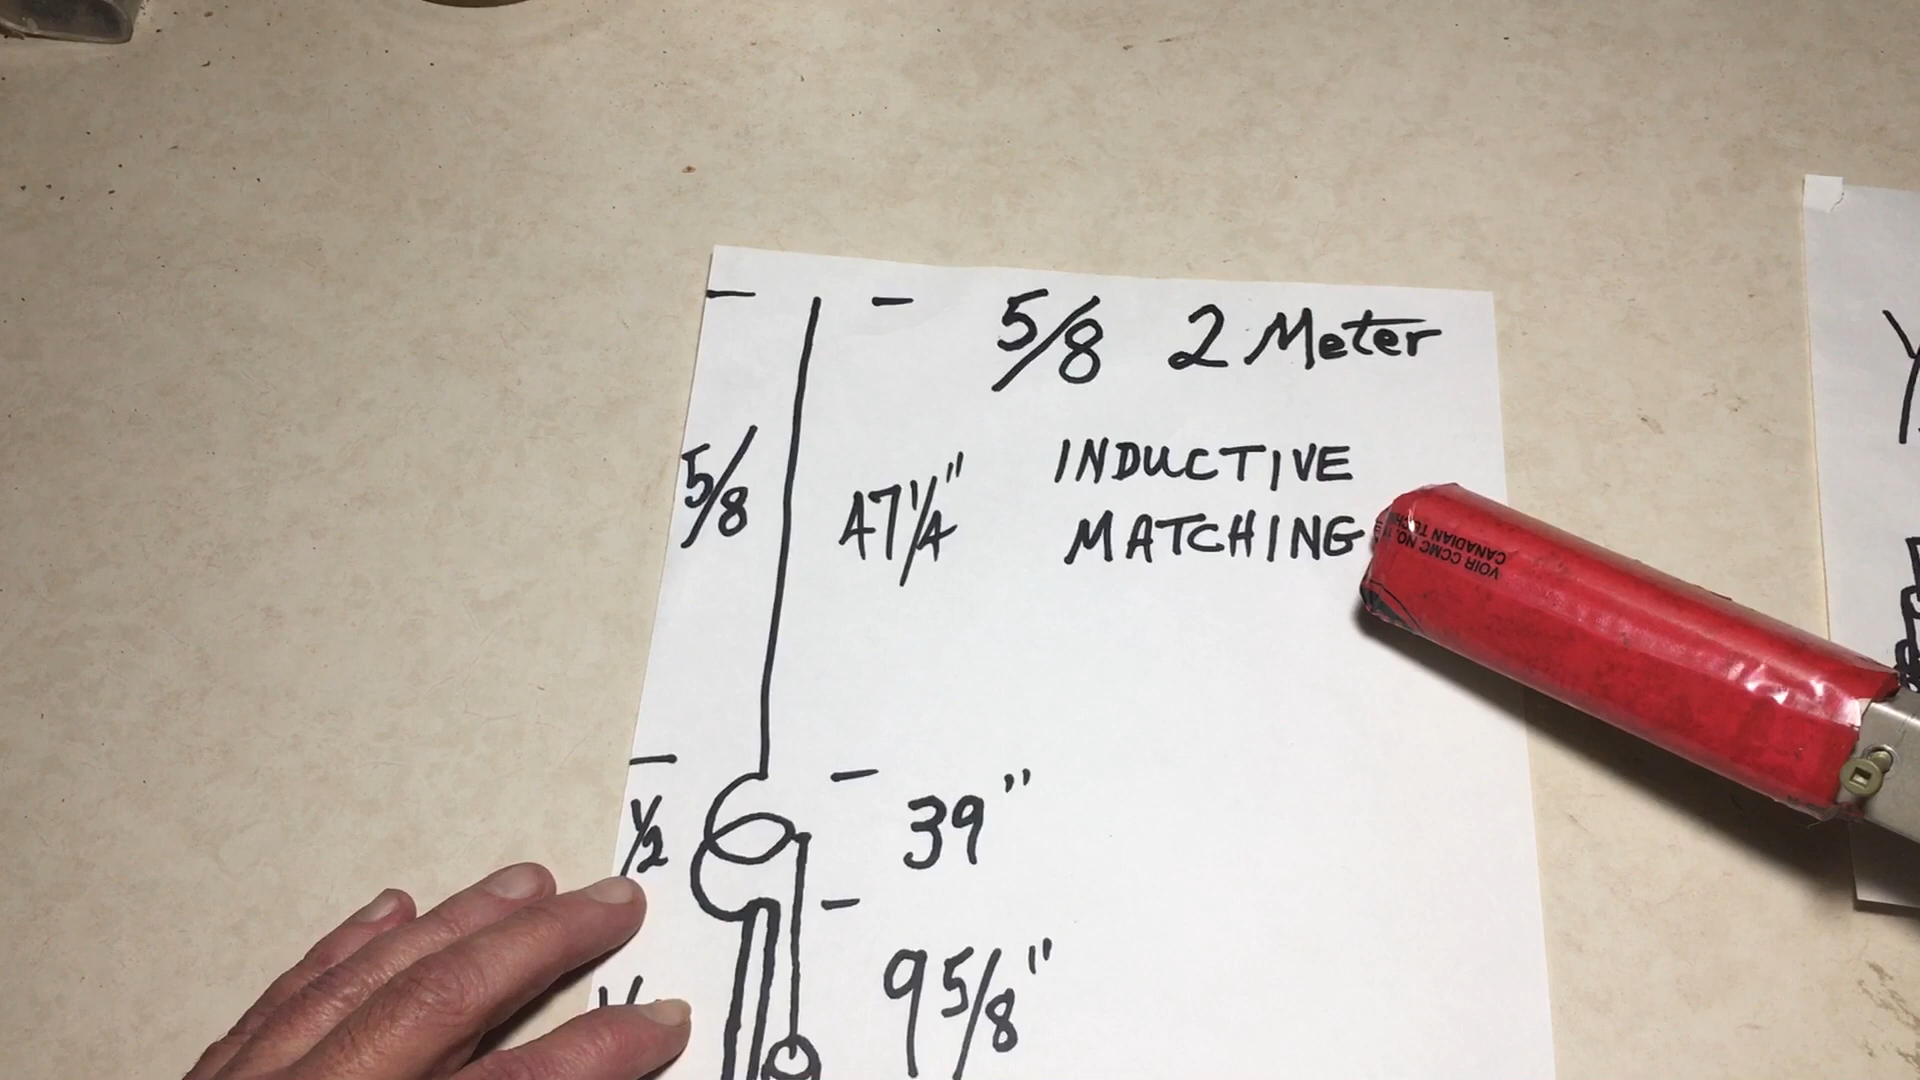 5/8 2 Meter
5/8
47 1/4"
INDUCTIVE
MATCHING
VOIR CCMC NO.
CANADIAN
1/2
39"
9 5/8"